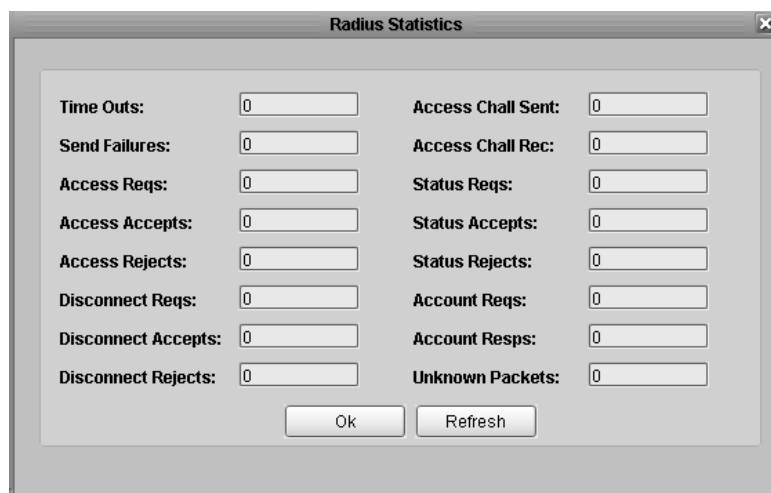 Radius Statistics
Time Outs: 0 Access Chall Sent: 0
Send Failures: 0 Access Chall Rec: 0
Access Reqs: 0 Status Reqs: 0
Access Accepts: 0 Status Accepts: 0
Access Rejects: 0 Status Rejects: 0
Disconnect Reqs: 0 Account Reqs: 0
Disconnect Accepts: 0 Account Resps: 0
Disconnect Rejects: 0 Unknown Packets: 0
Ok Refresh